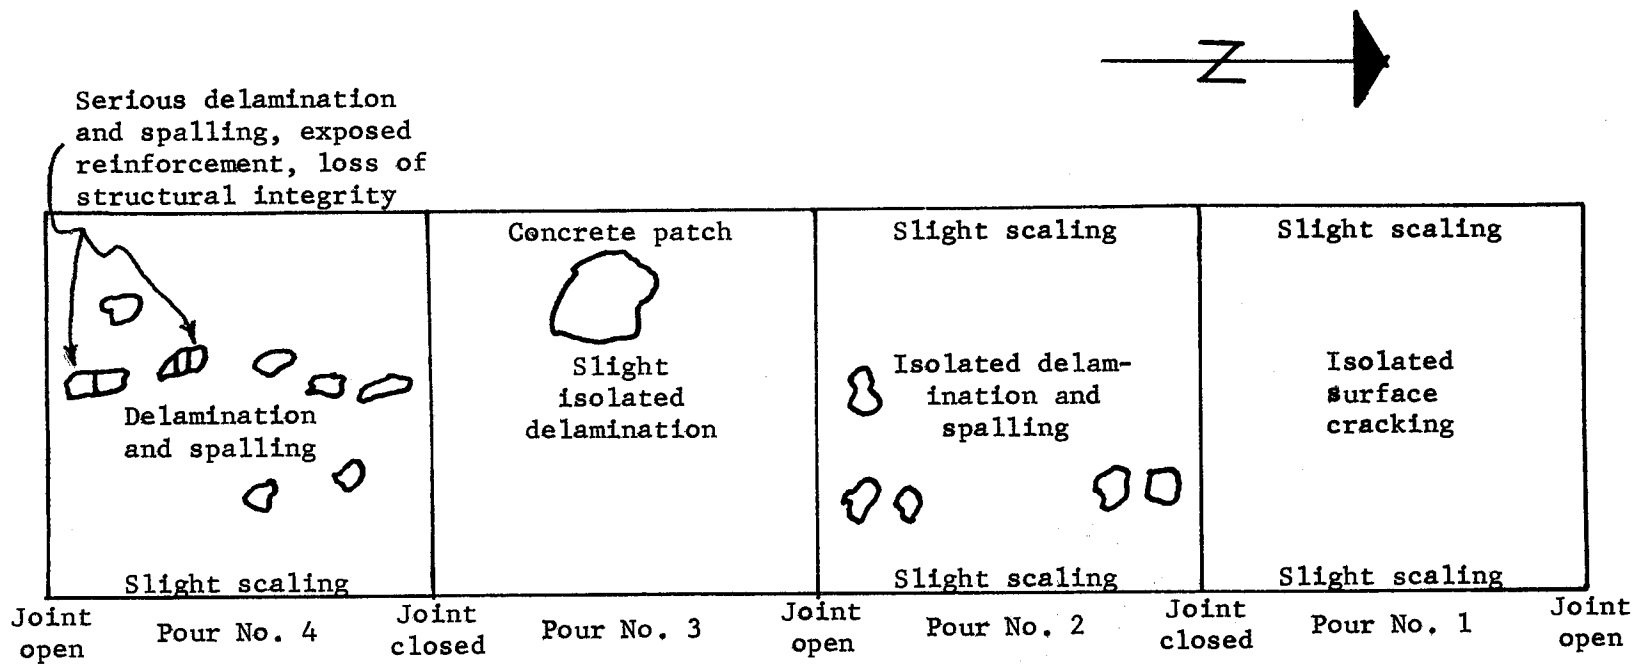 N
Serious delamination
and spalling, exposed
reinforcement, loss of
structural integrity
Concrete patch
Slight scaling
Slight scaling
Slight
isolated
delamination
Isolated delam-
ination and
spalling
Isolated
surface
cracking
Delamination
and spalling
Slight scaling
Slight scaling
Slight scaling
Joint
open
Pour No. 4
Joint
closed
Pour No. 3
Joint
open
Pour No. 2
Joint
closed
Pour No. 1
Joint
open